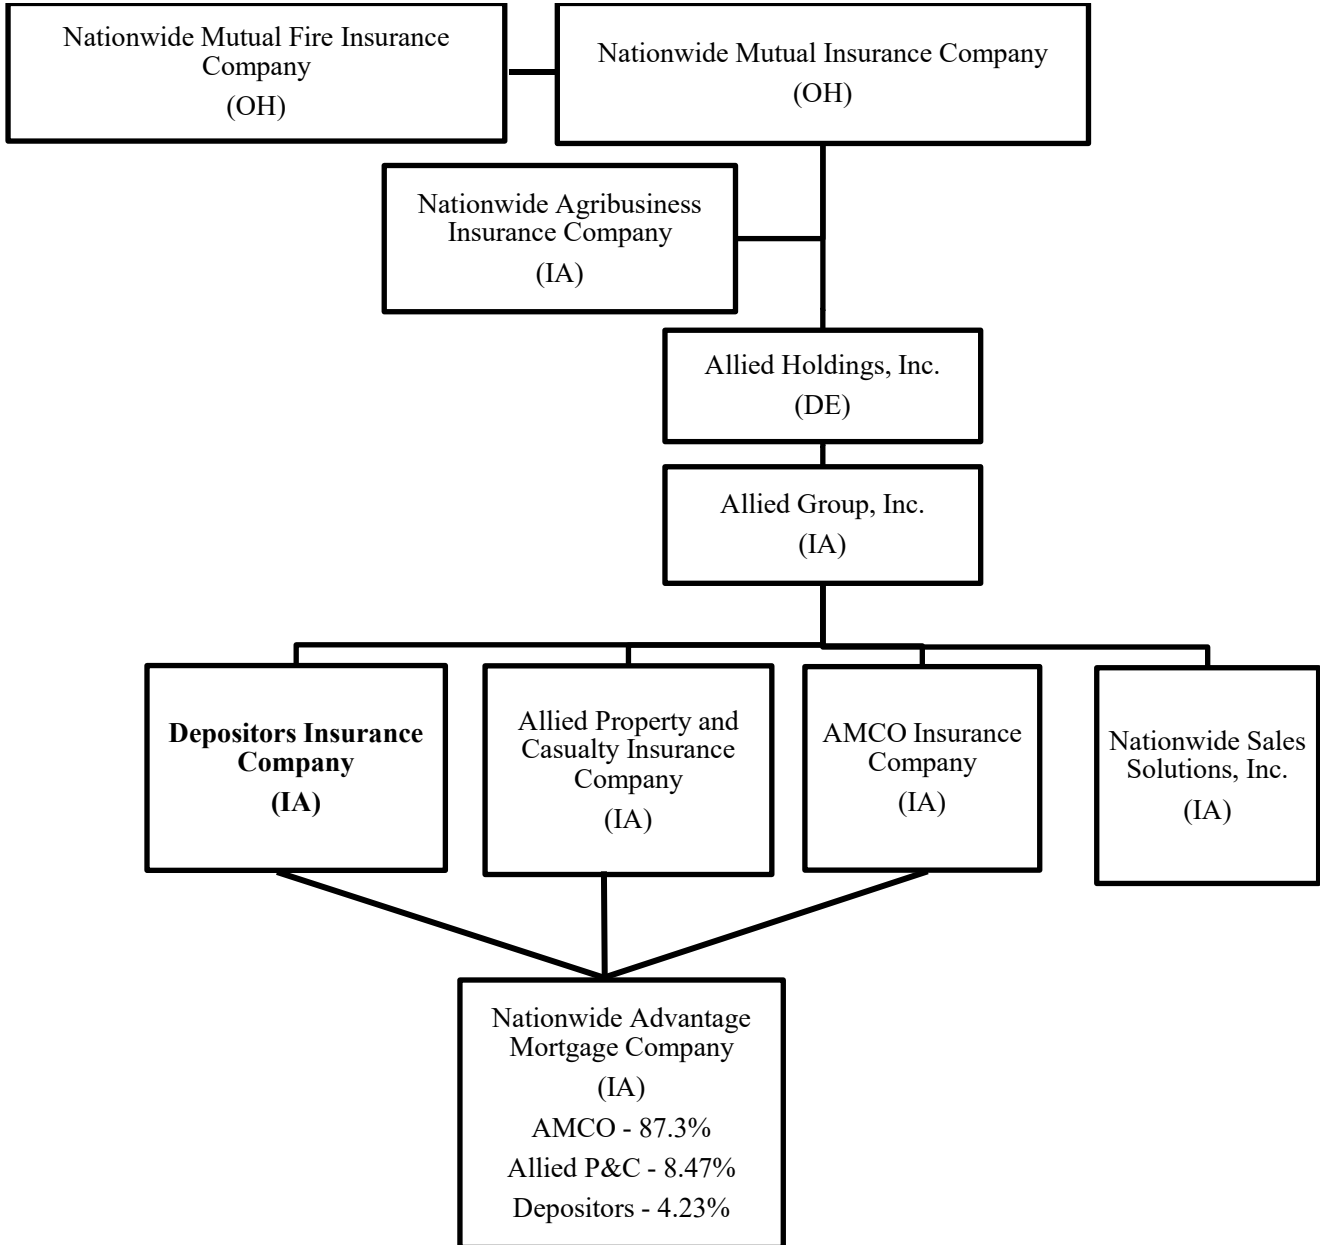 Nationwide Mutual Fire Insurance
Company
(OH)
Nationwide Mutual Insurance Company
(OH)
Nationwide Agribusiness
Insurance Company
(IA)
Allied Holdings, Inc.
(DE)
Allied Group, Inc.
(IA)
Depositors Insurance
Company
(IA)
Allied Property and
Casualty Insurance
Company
(IA)
AMCO Insurance
Company
(IA)
Nationwide Sales
Solutions, Inc.
(IA)
Nationwide Advantage
Mortgage Company
(IA)
AMCO - 87.3%
Allied P&C - 8.47%
Depositors - 4.23%